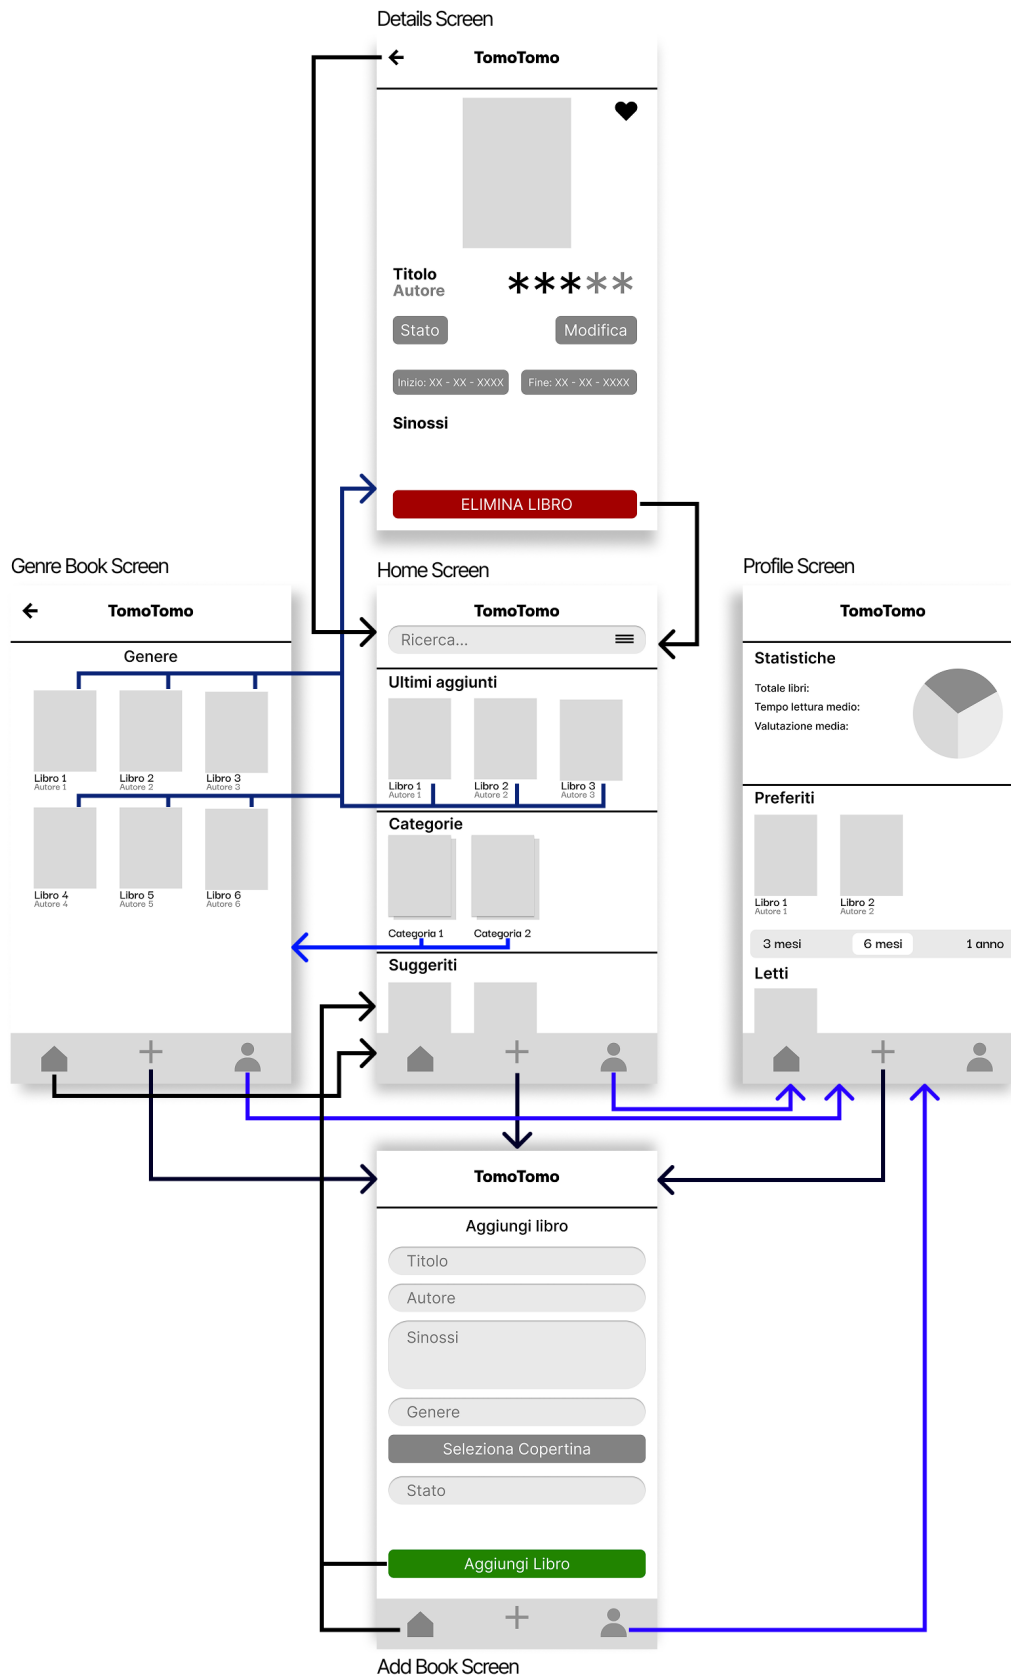 Details Screen
TomoTomo
Titolo
Autore
Stato
Modifica
Inizio: XX - XX - XXXX
Fine: XX - XX - XXXX
Sinossi
ELIMINA LIBRO
Genre Book Screen
TomoTomo
Genere
Libro 1
Autore 1
Libro 2
Autore 2
Libro 3
Autore 3
Libro 4
Autore 4
Libro 5
Autore 5
Libro 6
Autore 6
Home Screen
TomoTomo
Ricerca...
Ultimi aggiunti
Libro 1
Autore 1
Libro 2
Autore 2
Libro 3
Autore 3
Categorie
Categoria 1
Categoria 2
Suggeriti
Profile Screen
TomoTomo
Statistiche
Totale libri:
Tempo lettura medio:
Valutazione media:
Preferiti
Libro 1
Autore 1
Libro 2
Autore 2
3 mesi
6 mesi
1 anno
Letti
TomoTomo
Aggiungi libro
Titolo
Autore
Sinossi
Genere
Seleziona Copertina
Stato
Aggiungi Libro
Add Book Screen